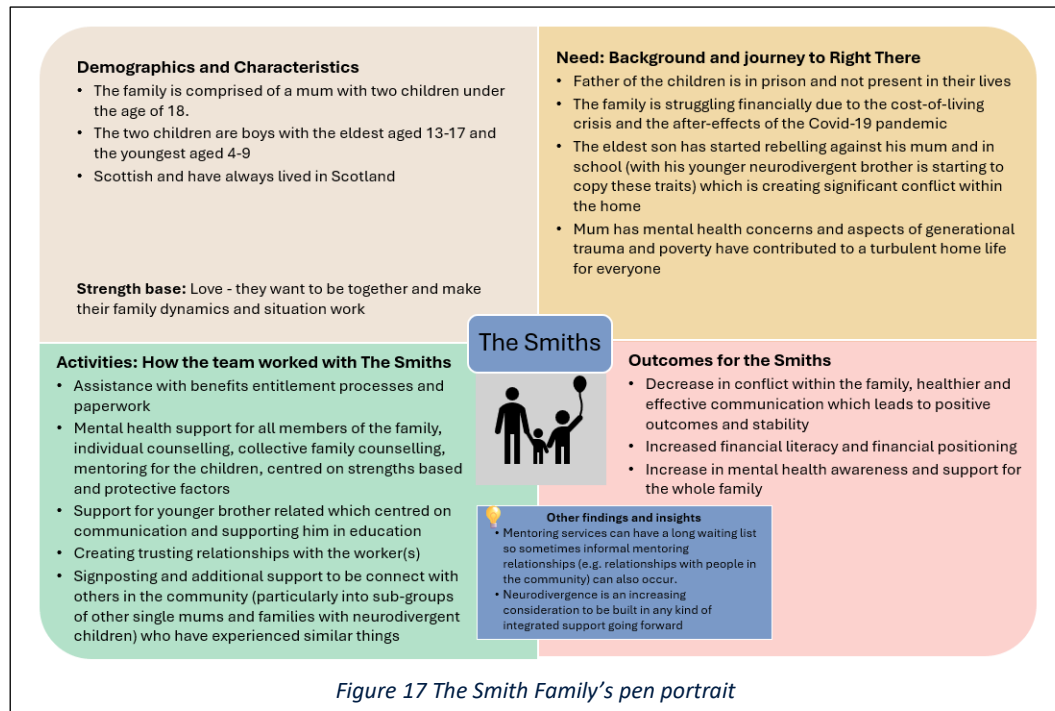 Demographics and Characteristics
• The family is comprised of a mum with two children under
the age of 18.
• The two children are boys with the eldest aged 13-17 and
the youngest aged 4-9
• Scottish and have always lived in Scotland
Strength base: Love - they want to be together and make
their family dynamics and situation work
Need: Background and journey to Right There
• Father of the children is in prison and not present in their lives
• The family is struggling financially due to the cost-of-living
crisis and the after-effects of the Covid-19 pandemic
• The eldest son has started rebelling against his mum and in
school (with his younger neurodivergent brother is starting to
copy these traits) which is creating significant conflict within
the home
• Mum has mental health concerns and aspects of generational
trauma and poverty have contributed to a turbulent home life
for everyone
The Smiths
Activities: How the team worked with The Smiths
• Assistance with benefits entitlement processes and
paperwork
• Mental health support for all members of the family,
individual counselling, collective family counselling,
mentoring for the children, centred on strengths based
and protective factors
• Support for younger brother related which centred on
communication and supporting him in education
• Creating trusting relationships with the worker(s)
• Signposting and additional support to be connect with
others in the community (particularly into sub-groups
of other single mums and families with neurodivergent
children) who have experienced similar things
Outcomes for the Smiths
• Decrease in conflict within the family, healthier and
effective communication which leads to positive
outcomes and stability
• Increased financial literacy and financial positioning
• Increase in mental health awareness and support for
the whole family
Other findings and insights
• Mentoring services can have a long waiting list
so sometimes informal mentoring
relationships (e.g. relationships with people in
the community) can also occur.
• Neurodivergence is an increasing
consideration to be built in any kind of
integrated support going forward
Figure 17 The Smith Family's pen portrait